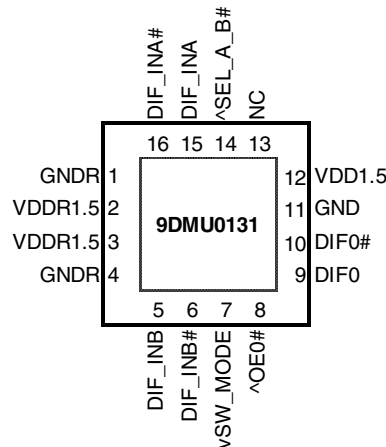 DIF_INA#
DIF_INA
^SEL_A_B#
NC
16 15 14 13
GNDR 1
VDDR1.5 2
VDDR1.5 3
GNDR 4
9DMU0131
12 VDD1.5
11 GND
10 DIF0#
9 DIF0
5 6 7 8
DIF_INB
DIF_INB#
vSW_MODE
^OE0#